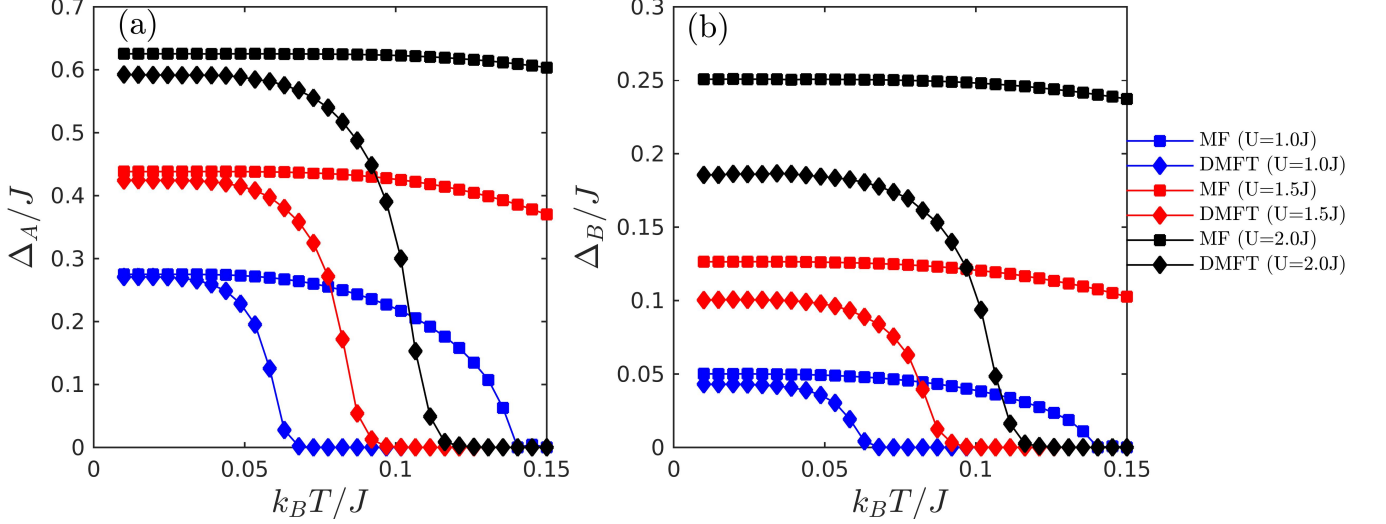 (a)
0.7
0.6
0.5
0.4
0.3
0.2
0.1
0
Δ_A/J
0 0.05 0.1 0.15
k_BT/J
(b)
0.3
0.25
0.2
0.15
0.1
0.05
0
Δ_B/J
0 0.05 0.1 0.15
k_BT/J
MF (U=1.0J)
DMFT (U=1.0J)
MF (U=1.5J)
DMFT (U=1.5J)
MF (U=2.0J)
DMFT (U=2.0J)